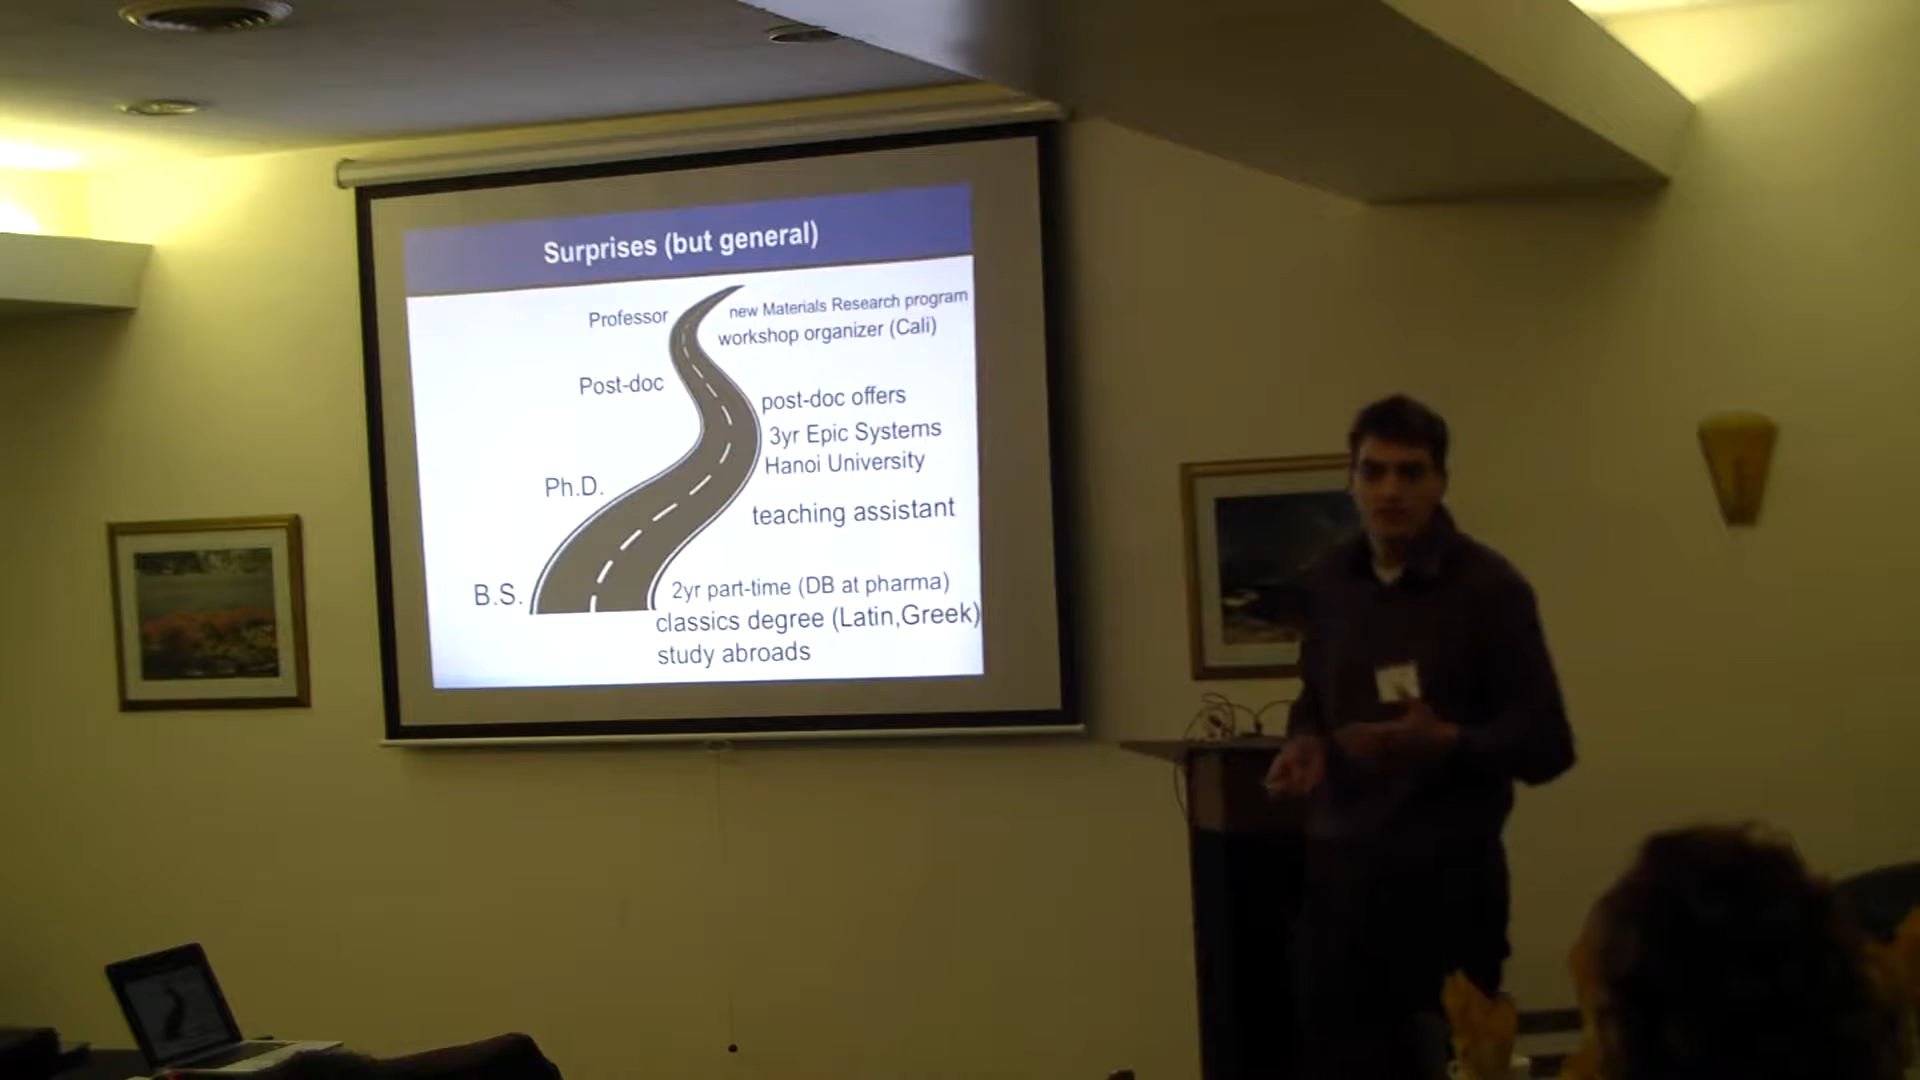 Surprises (but general)
Professor
new Materials Research program
workshop organizer (Cali)
Post-doc
post-doc offers
3yr Epic Systems
Hanoi University
Ph.D.
teaching assistant
B.S.
2yr part-time (DB at pharma)
classics degree (Latin,Greek)
study abroads